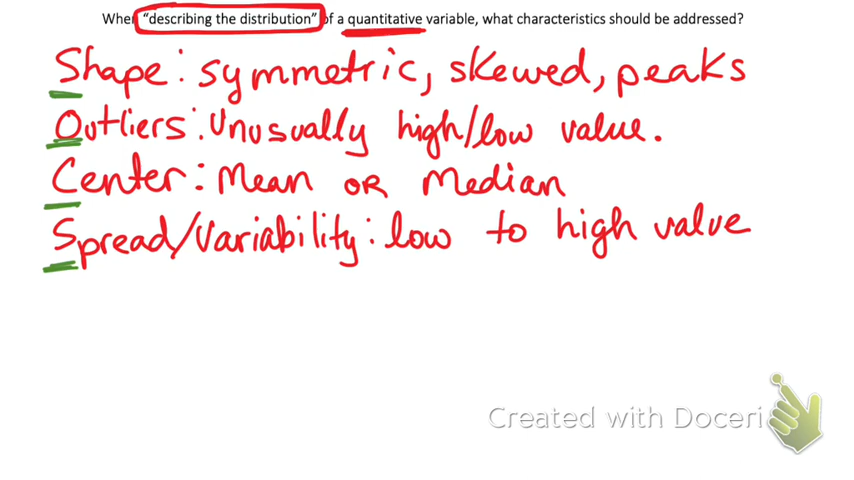 When "describing the distribution" of a quantitative variable, what characteristics should be addressed?
Shape: symmetric, skewed, peaks
Outliers: Unusually high/low value.
Center: Mean OR Median
Spread/Variability: low to high value
Created with Doceri